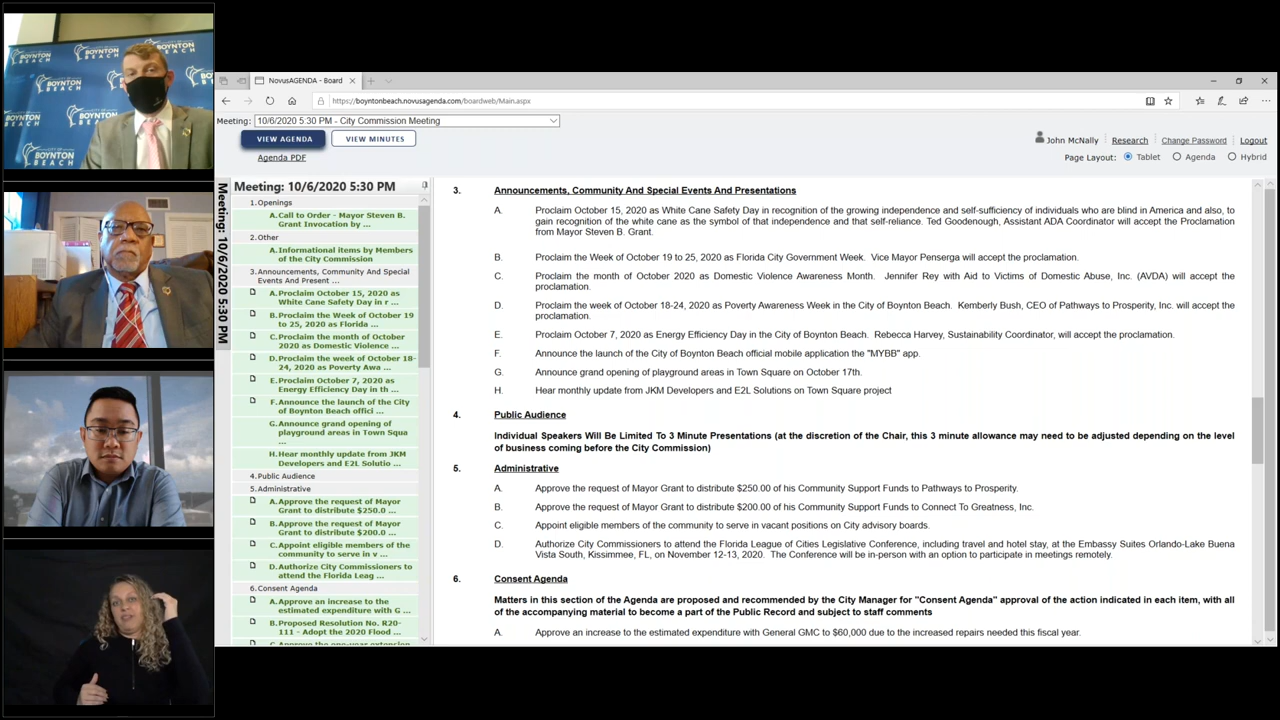 CITY OF
BOYNTON
BEACH
BOYNTON
BEACH
BOYNTON
BEACH
BOYNTON
BEACH
NovusAGENDA - Board
https://boyntonbeach.novusagenda.com/boardweb/Main.aspx
Meeting: 10/6/2020 5:30 PM - City Commission Meeting
VIEW AGENDA VIEW MINUTES
Agenda PDF
John McNally Research Change Password Logout
Page Layout: Tablet Agenda Hybrid
Meeting: 10/6/2020 5:30 PM
Meeting: 10/6/2020 5:30 PM
1.Openings
A.Call to Order - Mayor Steven B.
Grant Invocation by ...
2.Other
A.Informational items by Members
of the City Commission
3.Announcements, Community And Special
Events And Present ...
A.Proclaim October 15, 2020 as
White Cane Safety Day in r ...
B.Proclaim the Week of October 19
to 25, 2020 as Florida ...
C.Proclaim the month of October
2020 as Domestic Violence ...
D.Proclaim the week of October 18-
24, 2020 as Poverty Awa ...
E.Proclaim October 7, 2020 as
Energy Efficiency Day in th ...
F.Announce the launch of the City
of Boynton Beach offici ...
G.Announce grand opening of
playground areas in Town Squa
...
H.Hear monthly update from JKM
Developers and E2L Solutio ...
4.Public Audience
5.Administrative
A.Approve the request of Mayor
Grant to distribute $250.0 ...
B.Approve the request of Mayor
Grant to distribute $200.0 ...
C.Appoint eligible members of the
community to serve in v ...
D.Authorize City Commissioners to
attend the Florida Leag ...
6.Consent Agenda
A.Approve an increase to the
estimated expenditure with G ...
B.Proposed Resolution No. R20-
111 - Adopt the 2020 Flood ...
C.Approve the one-year extension
3. Announcements, Community And Special Events And Presentations
A. Proclaim October 15, 2020 as White Cane Safety Day in recognition of the growing independence and self-sufficiency of individuals who are blind in America and also, to
gain recognition of the white cane as the symbol of that independence and that self-reliance. Ted Goodenough, Assistant ADA Coordinator will accept the Proclamation
from Mayor Steven B. Grant.
B. Proclaim the Week of October 19 to 25, 2020 as Florida City Government Week. Vice Mayor Penserga will accept the proclamation.
C. Proclaim the month of October 2020 as Domestic Violence Awareness Month. Jennifer Rey with Aid to Victims of Domestic Abuse, Inc. (AVDA) will accept the
proclamation.
D. Proclaim the week of October 18-24, 2020 as Poverty Awareness Week in the City of Boynton Beach. Kemberly Bush, CEO of Pathways to Prosperity, Inc. will accept the
proclamation.
E. Proclaim October 7, 2020 as Energy Efficiency Day in the City of Boynton Beach. Rebecca Harvey, Sustainability Coordinator, will accept the proclamation.
F. Announce the launch of the City of Boynton Beach official mobile application the "MYBB" app.
G. Announce grand opening of playground areas in Town Square on October 17th.
H. Hear monthly update from JKM Developers and E2L Solutions on Town Square project
4. Public Audience
Individual Speakers Will Be Limited To 3 Minute Presentations (at the discretion of the Chair, this 3 minute allowance may need to be adjusted depending on the level
of business coming before the City Commission)
5. Administrative
A. Approve the request of Mayor Grant to distribute $250.00 of his Community Support Funds to Pathways to Prosperity.
B. Approve the request of Mayor Grant to distribute $200.00 of his Community Support Funds to Connect To Greatness, Inc.
C. Appoint eligible members of the community to serve in vacant positions on City advisory boards.
D. Authorize City Commissioners to attend the Florida League of Cities Legislative Conference, including travel and hotel stay, at the Embassy Suites Orlando-Lake Buena
Vista South, Kissimmee, FL, on November 12-13, 2020. The Conference will be in-person with an option to participate in meetings remotely.
6. Consent Agenda
Matters in this section of the Agenda are proposed and recommended by the City Manager for "Consent Agenda" approval of the action indicated in each item, with all
of the accompanying material to become a part of the Public Record and subject to staff comments
A. Approve an increase to the estimated expenditure with General GMC to $60,000 due to the increased repairs needed this fiscal year.